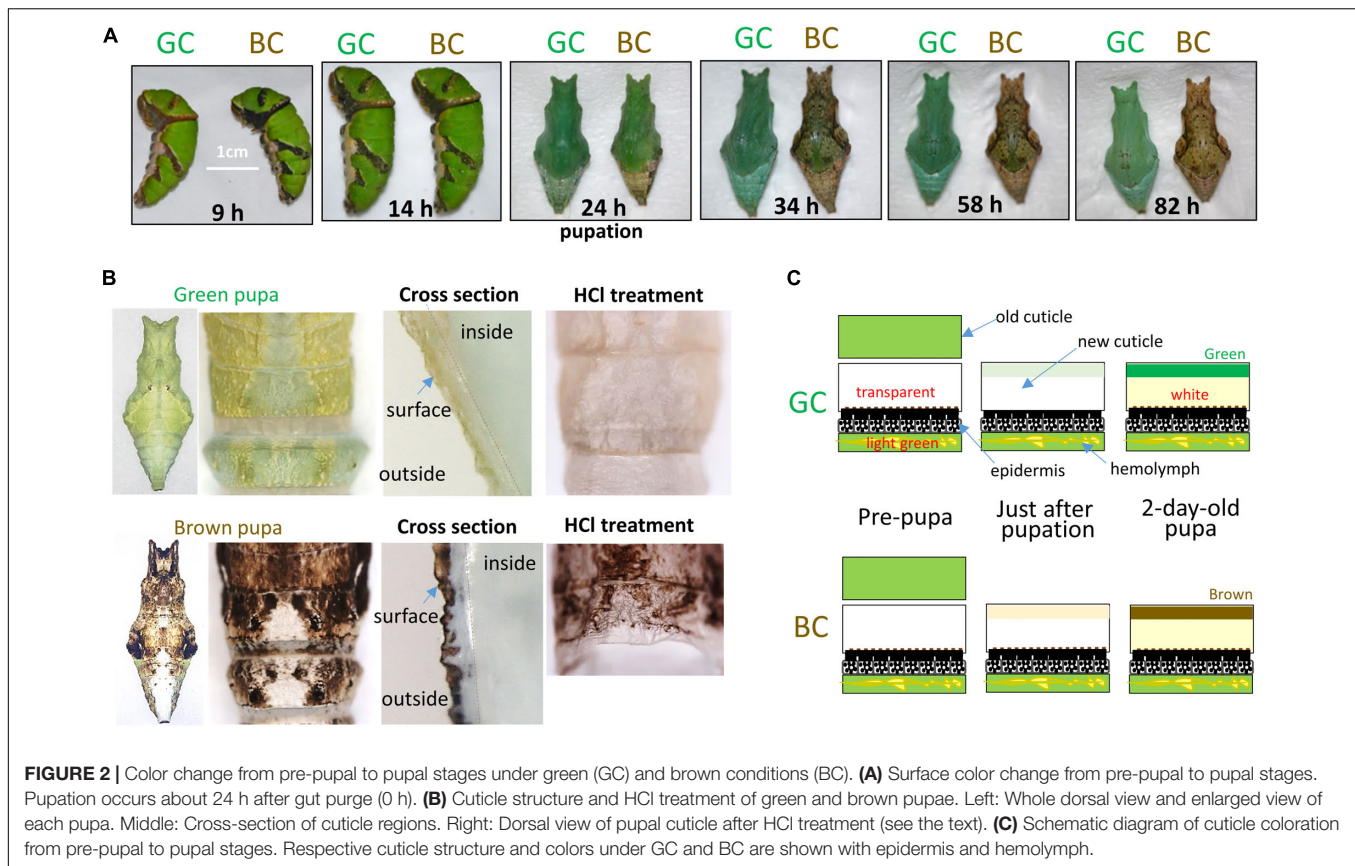 A
GC BC GC BC GC BC GC BC GC BC GC BC
1cm
9 h 14 h 24 h 34 h 58 h 82 h
pupation
B
Green pupa
Cross section
HCl treatment
inside
surface
outside
Brown pupa
Cross section
HCl treatment
inside
surface
outside
C
old cuticle
new cuticle
Green
GC
transparent
white
light green
epidermis
hemolymph
Pre-pupa
Just after
pupation
2-day-old
pupa
Brown
BC
FIGURE 2 | Color change from pre-pupal to pupal stages under green (GC) and brown conditions (BC). (A) Surface color change from pre-pupal to pupal stages.
Pupation occurs about 24 h after gut purge (0 h). (B) Cuticle structure and HCl treatment of green and brown pupae. Left: Whole dorsal view and enlarged view of
each pupa. Middle: Cross-section of cuticle regions. Right: Dorsal view of pupal cuticle after HCl treatment (see the text). (C) Schematic diagram of cuticle coloration
from pre-pupal to pupal stages. Respective cuticle structure and colors under GC and BC are shown with epidermis and hemolymph.